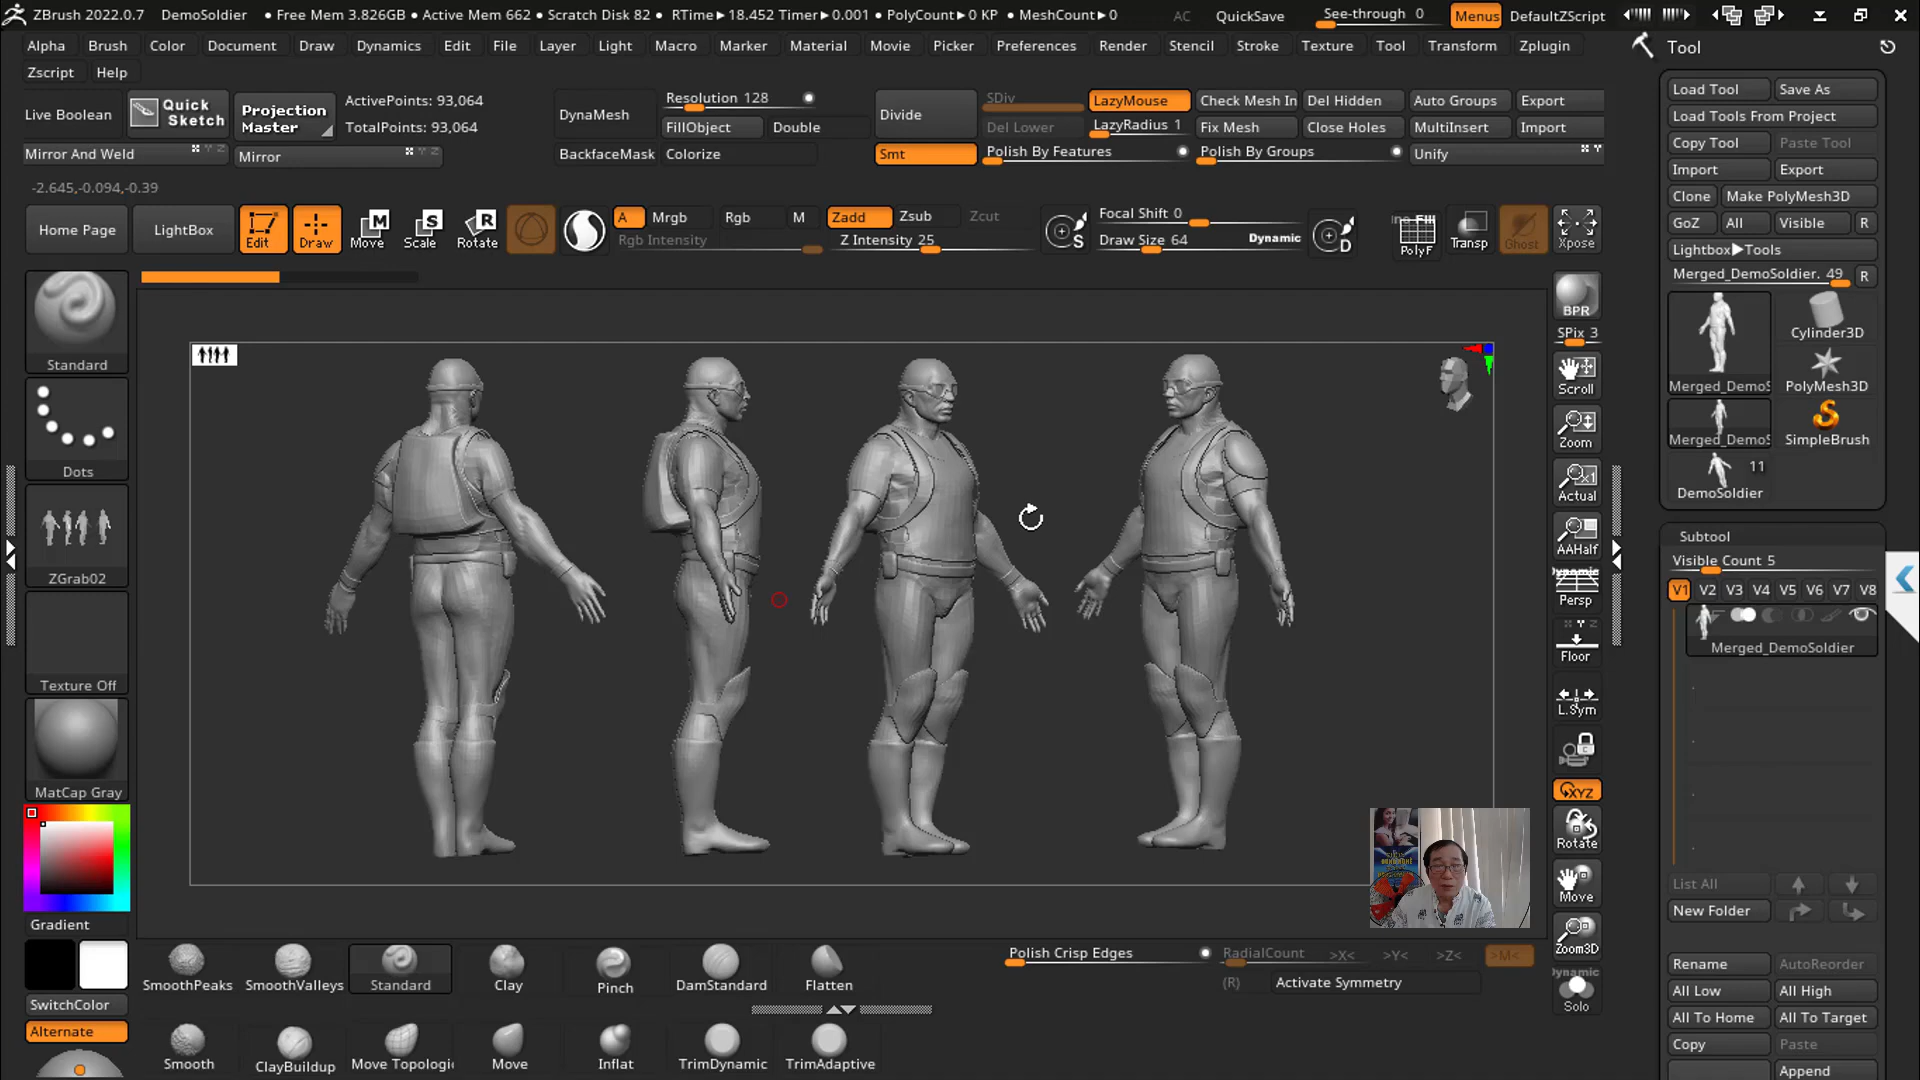 ZBrush 2022.0.7 DemoSoldier • Free Mem 3.826GB • Active Mem 662 • Scratch Disk 82 • RTime▶18.452 Timer▶0.001 • PolyCount▶0 KP • MeshCount▶0 AC QuickSave See-through 0 Menus DefaultZScript
Alpha Brush Color Document Draw Dynamics Edit File Layer Light Macro Marker Material Movie Picker Preferences Render Stencil Stroke Texture Tool Transform Zplugin
Zscript Help
Live Boolean
Quick Sketch
Projection Master
ActivePoints: 93,064
TotalPoints: 93,064
DynaMesh
Resolution 128
FillObject Double
BackfaceMask Colorize
Divide
Smt
SDiv
Del Lower
LazyMouse
LazyRadius 1
Polish By Features
Check Mesh In
Fix Mesh
Del Hidden
Close Holes
Polish By Groups
Auto Groups
MultiInsert
Export
Import
Unify
Mirror And Weld
Mirror
-2.645,-0.094,-0.39
Home Page
LightBox
Edit
Draw
Move
Scale
Rotate
A Mrgb Rgb M
Rgb Intensity
Zadd Zsub Zcut
Z Intensity 25
S
Focal Shift 0
Draw Size 64 Dynamic
D
PolyF
Transp
Ghost
Xpose
Standard
Dots
ZGrab02
Texture Off
MatCap Gray
Gradient
SwitchColor
Alternate
BPR
SPix 3
Scroll
Zoom
Actual
AAHalf
Dynamic
Persp
Floor
L.Sym
XYZ
Rotate
Move
Zoom3D
Dynamic
Solo
SmoothPeaks
SmoothValleys
Standard
Clay
Pinch
DamStandard
Flatten
Smooth
ClayBuildup
Move Topologi
Move
Inflat
TrimDynamic
TrimAdaptive
Polish Crisp Edges
RadialCount >X< >Y< >Z< >M<
(R) Activate Symmetry
Tool
Load Tool Save As
Load Tools From Project
Copy Tool Paste Tool
Import Export
Clone Make PolyMesh3D
GoZ All Visible R
Lightbox▶Tools
Merged_DemoSoldier. 49 R
Merged_DemoS
Cylinder3D
PolyMesh3D
Merged_DemoS
SimpleBrush
11
DemoSoldier
Subtool
Visible Count 5
V1 V2 V3 V4 V5 V6 V7 V8
Merged_DemoSoldier
List All
New Folder
Rename AutoReorder
All Low All High
All To Home All To Target
Copy Paste
Append